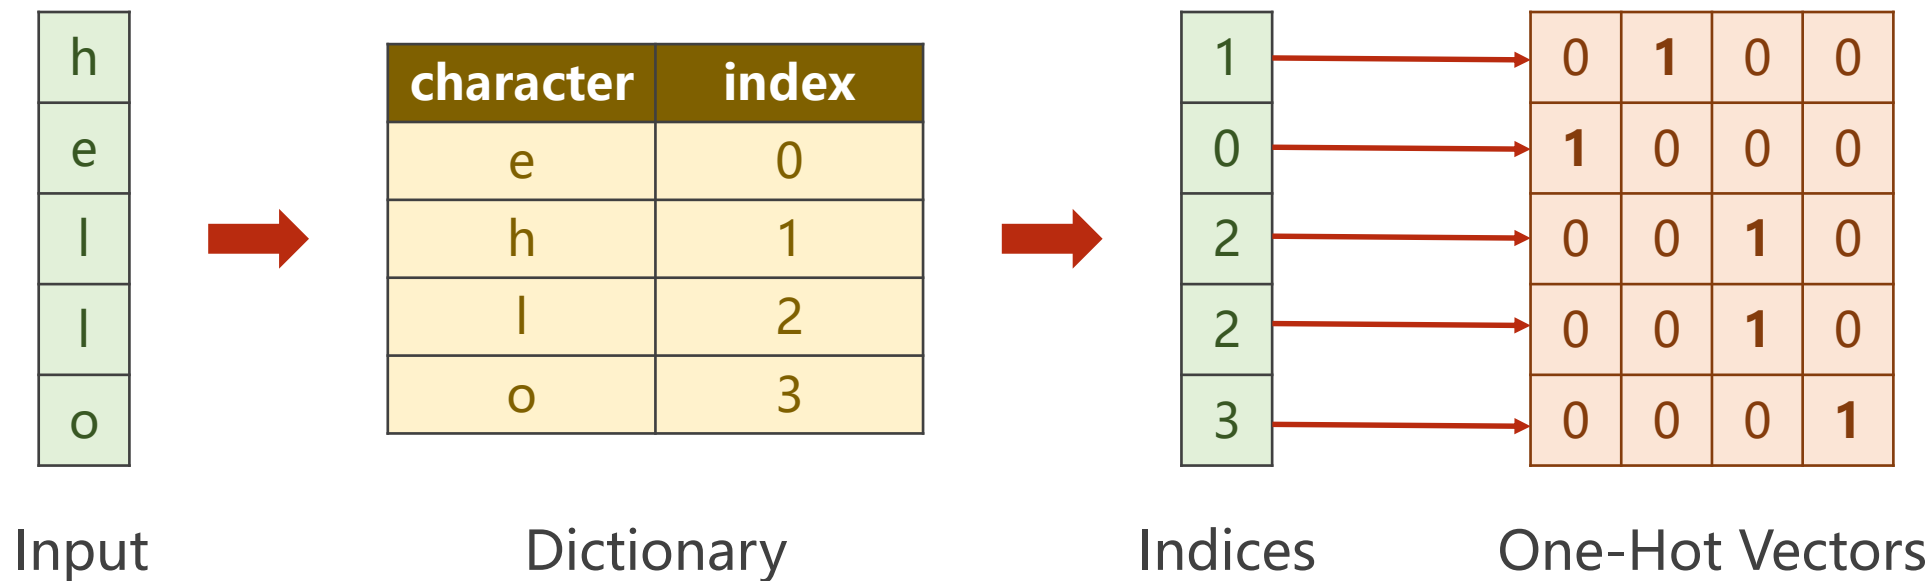 h
e
l
l
o
Input
character index
e 0
h 1
l 2
o 3
Dictionary
1
0
2
2
3
Indices
0 1 0 0
1 0 0 0
0 0 1 0
0 0 1 0
0 0 0 1
One-Hot Vectors